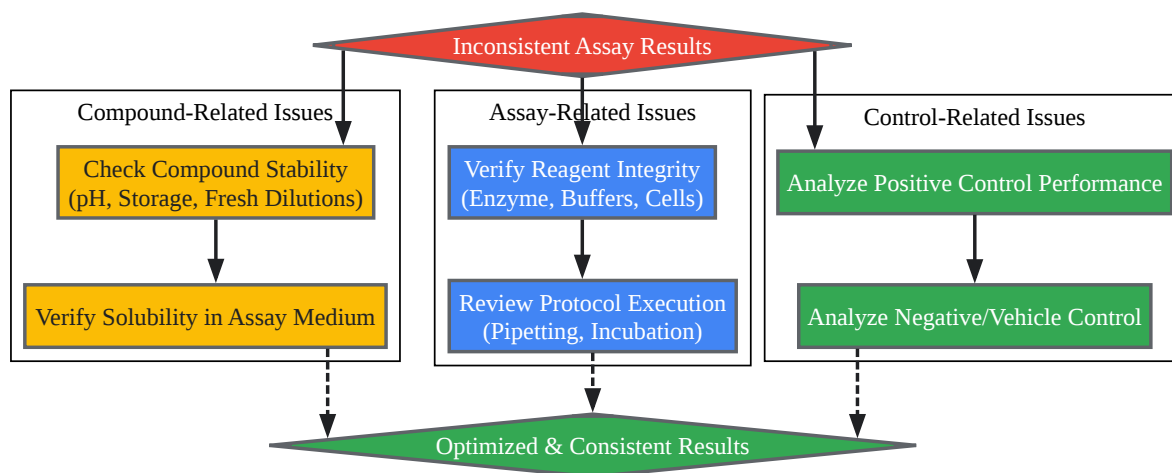 Inconsistent Assay Results
Compound-Related Issues
Check Compound Stability
(pH, Storage, Fresh Dilutions)
Verify Solubility in Assay Medium
Assay-Related Issues
Verify Reagent Integrity
(Enzyme, Buffers, Cells)
Review Protocol Execution
(Pipetting, Incubation)
Control-Related Issues
Analyze Positive Control Performance
Analyze Negative/Vehicle Control
Optimized & Consistent Results